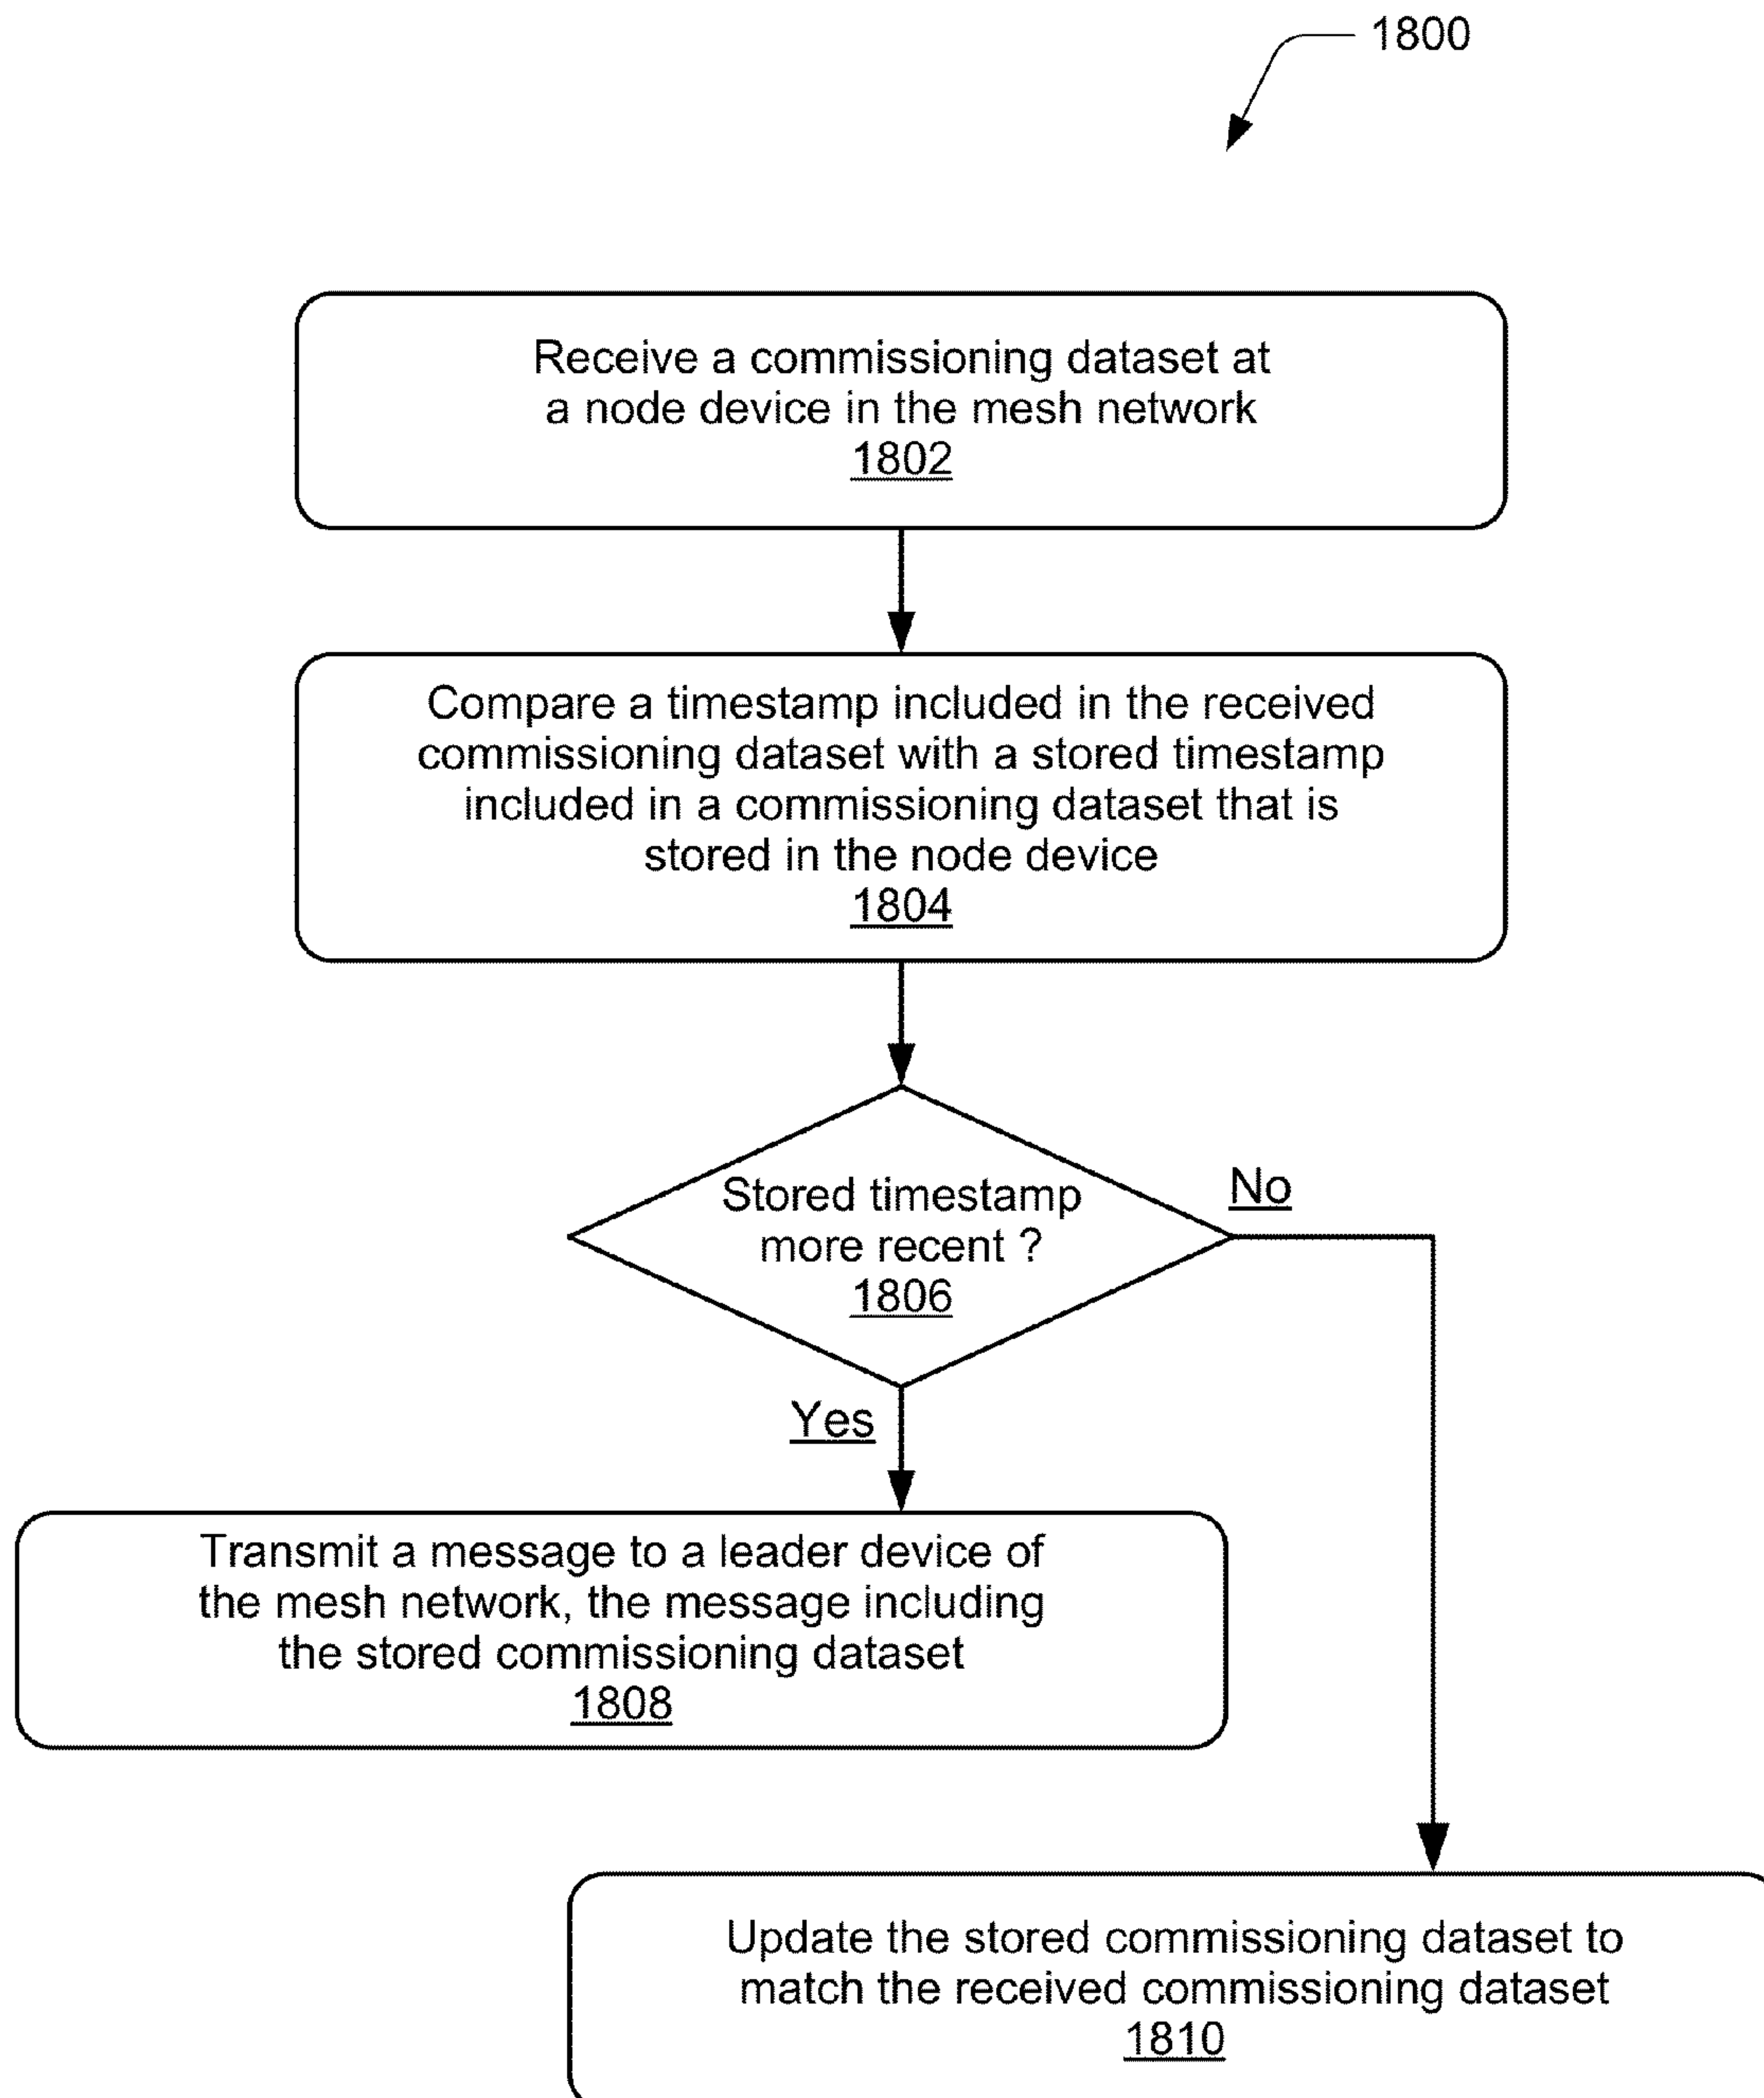 1800
Receive a commissioning dataset at
a node device in the mesh network
1802
Compare a timestamp included in the received
commissioning dataset with a stored timestamp
included in a commissioning dataset that is
stored in the node device
1804
Stored timestamp
more recent ?
1806
No
Yes
Transmit a message to a leader device of
the mesh network, the message including
the stored commissioning dataset
1808
Update the stored commissioning dataset to
match the received commissioning dataset
1810